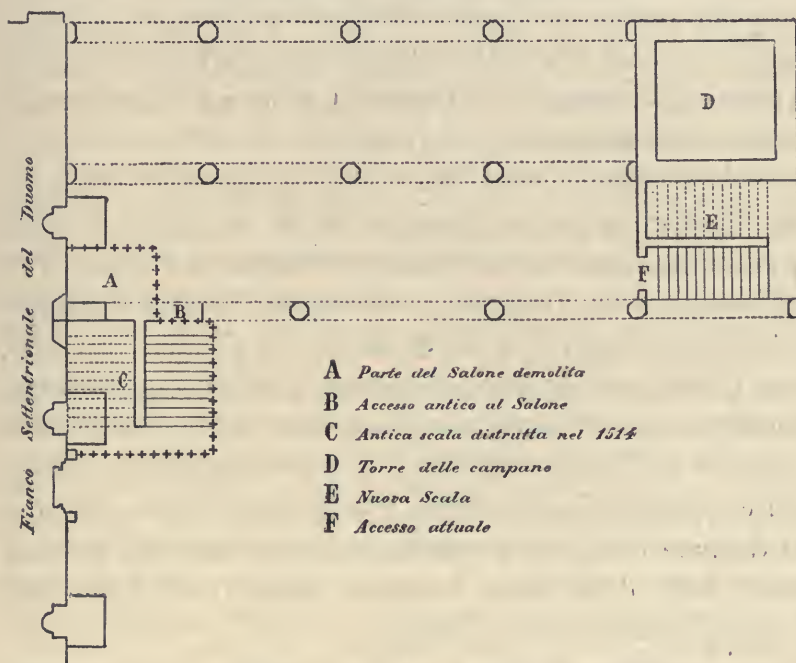 D
E
F
A
B
C
Fianco Settentrionale del Duomo
A Parte del Salone demolita
B Accesso antico al Salone
C Antica scala distrutta nel 1514
D Torre delle campano
E Nuova Scala
F Accesso attuale